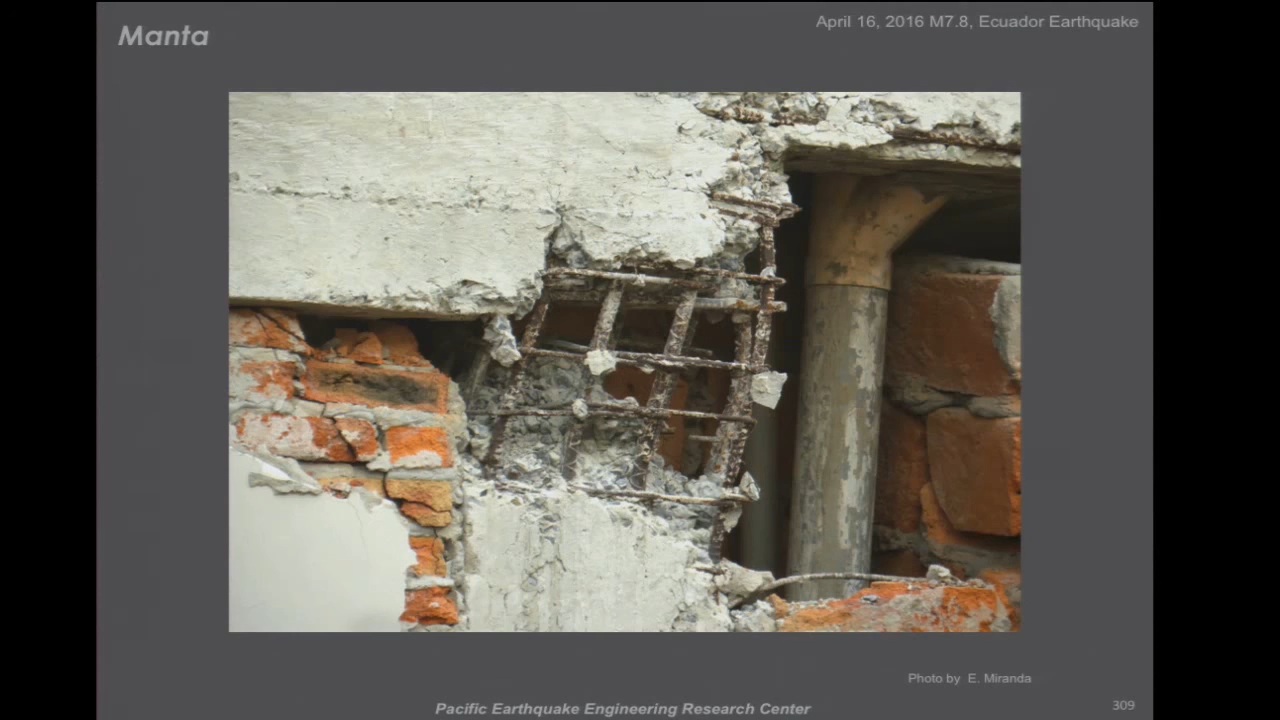 Manta
April 16, 2016 M7.8, Ecuador Earthquake
Photo by E. Miranda
Pacific Earthquake Engineering Research Center
309